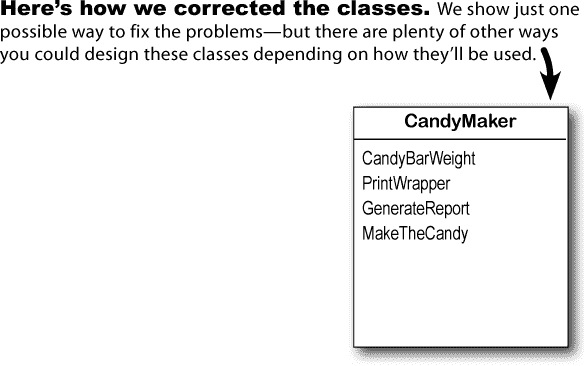 Here's how we corrected the classes. We show just one
possible way to fix the problems—but there are plenty of other ways
you could design these classes depending on how they'll be used.
CandyMaker
CandyBarWeight
PrintWrapper
GenerateReport
MakeTheCandy